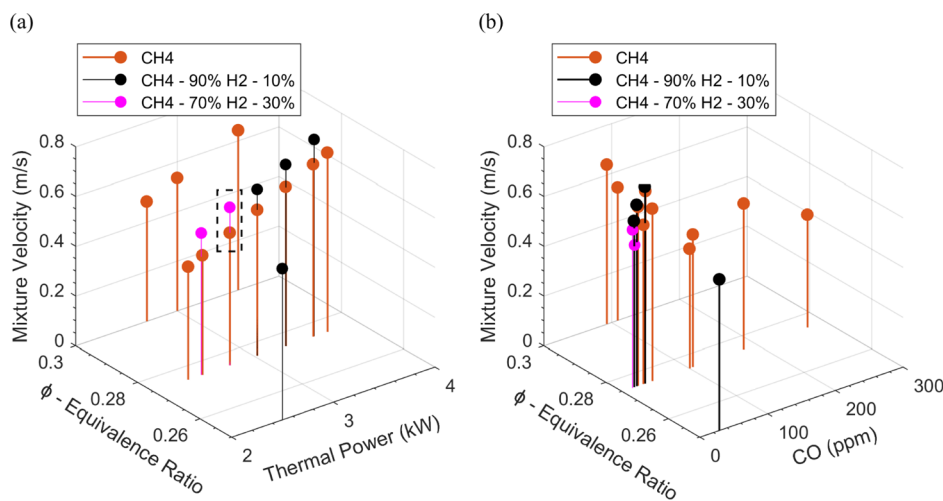 (a)
CH4
CH4 - 90% H2 - 10%
CH4 - 70% H2 - 30%
Mixture Velocity (m/s)
0.8
0.6
0.4
0.2
0
0.3
0.28
0.26
ϕ - Equivalence Ratio
2
3
4
Thermal Power (kW)
(b)
CH4
CH4 - 90% H2 - 10%
CH4 - 70% H2 - 30%
Mixture Velocity (m/s)
0.8
0.6
0.4
0.2
0
0.3
0.28
0.26
ϕ - Equivalence Ratio
0
100
200
300
CO (ppm)